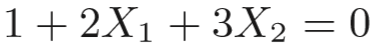 1 + 2X₁ + 3X₂ = 0